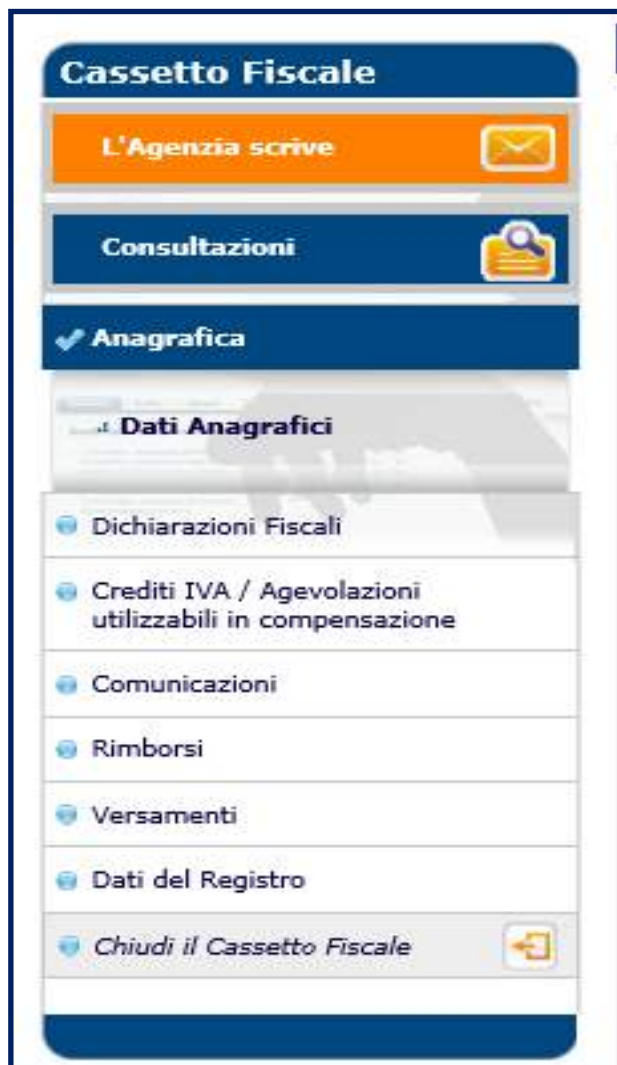 Cassetto Fiscale
L'Agenzia scrive
Consultazioni
Anagrafica
Dati Anagrafici
Dichiarazioni Fiscali
Crediti IVA / Agevolazioni
utilizzabili in compensazione
Comunicazioni
Rimborsi
Versamenti
Dati del Registro
Chiudi il Cassetto Fiscale